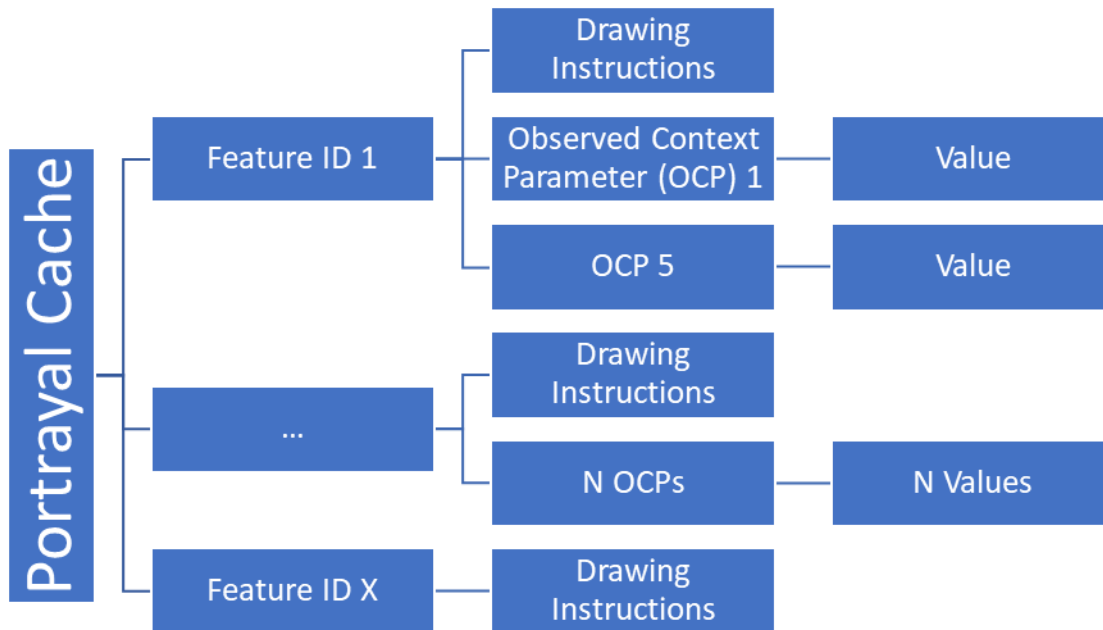 Portrayal Cache
Feature ID 1
Drawing
Instructions
Observed Context
Parameter (OCP) 1
Value
OCP 5
Value
...
Drawing
Instructions
N OCPs
N Values
Feature ID X
Drawing
Instructions